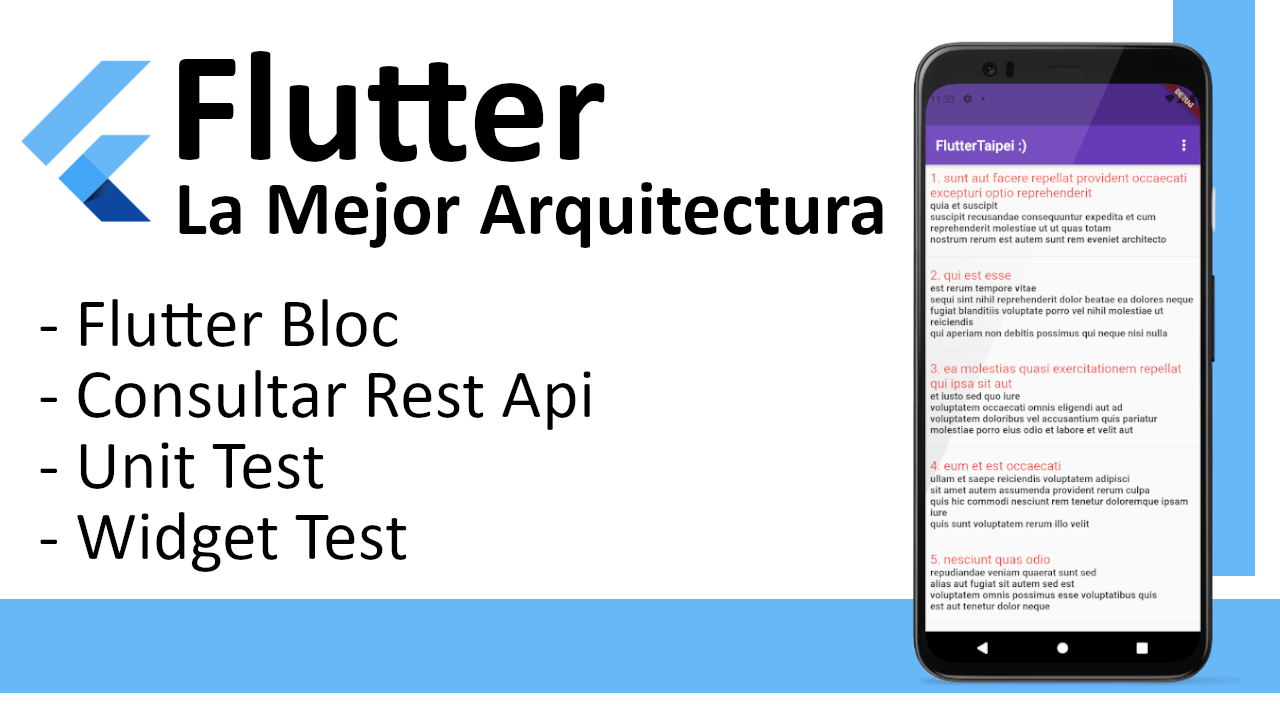 Flutter
La Mejor Arquitectura
- Flutter Bloc
- Consultar Rest Api
- Unit Test
- Widget Test
11:53
DEBUG
FlutterTaipei :)
1. sunt aut facere repellat provident occaecati
excepturi optio reprehenderit
quia et suscipit
suscipit recusandae consequuntur expedita et cum
reprehenderit molestiae ut ut quas totam
nostrum rerum est autem sunt rem eveniet architecto
2. qui est esse
est rerum tempore vitae
sequi sint nihil reprehenderit dolor beatae ea dolores neque
fugiat blanditiis voluptate porro vel nihil molestiae ut
reiciendis
qui aperiam non debitis possimus qui neque nisi nulla
3. ea molestias quasi exercitationem repellat
qui ipsa sit aut
et iusto sed quo iure
voluptatem occaecati omnis eligendi aut ad
voluptatem doloribus vel accusantium quis pariatur
molestiae porro eius odio et labore et velit aut
4. eum et est occaecati
ullam et saepe reiciendis voluptatem adipisci
sit amet autem assumenda provident rerum culpa
quis hic commodi nesciunt rem tenetur doloremque ipsam
iure
quis sunt voluptatem rerum illo velit
5. nesciunt quas odio
repudiandae veniam quaerat sunt sed
alias aut fugiat sit autem sed est
voluptatem omnis possimus esse voluptatibus quis
est aut tenetur dolor neque